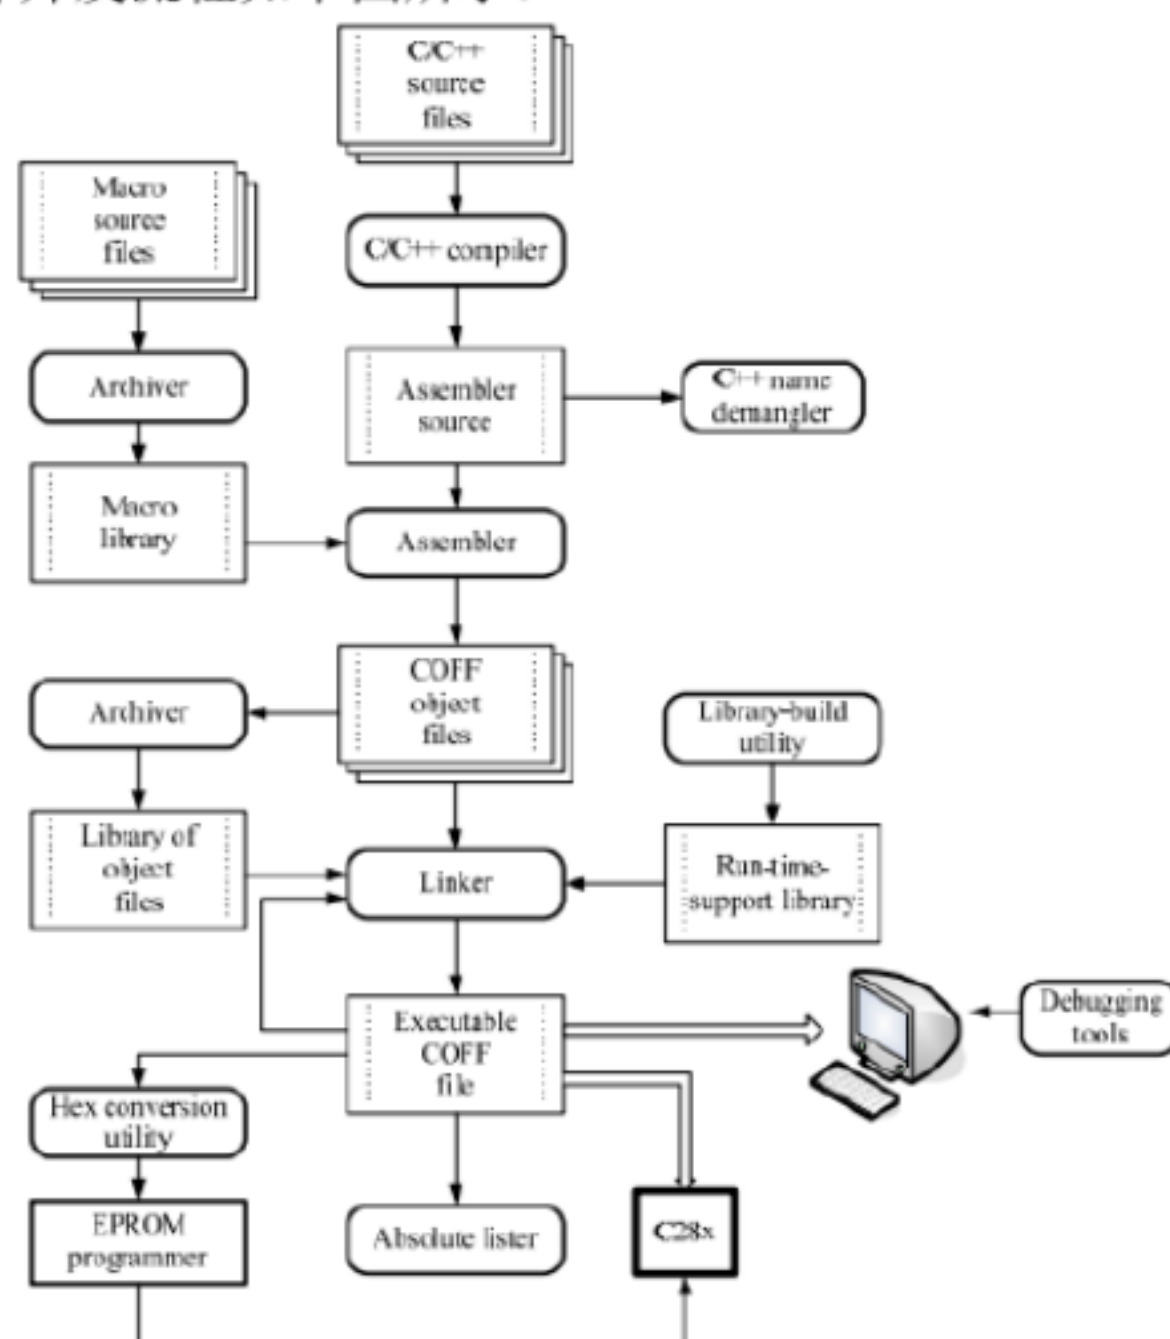 C/C++
source
files
Macro
source
files
C/C++ compiler
Archiver
Assembler
source
C++ name
demangler
Macro
library
Assembler
COFF
object
files
Archiver
Library-build
utility
Library of
object
files
Linker
Run-time-
support library
Executable
COFF
file
Debugging
tools
Hex conversion
utility
EPROM
programmer
Absolute lister
C28x